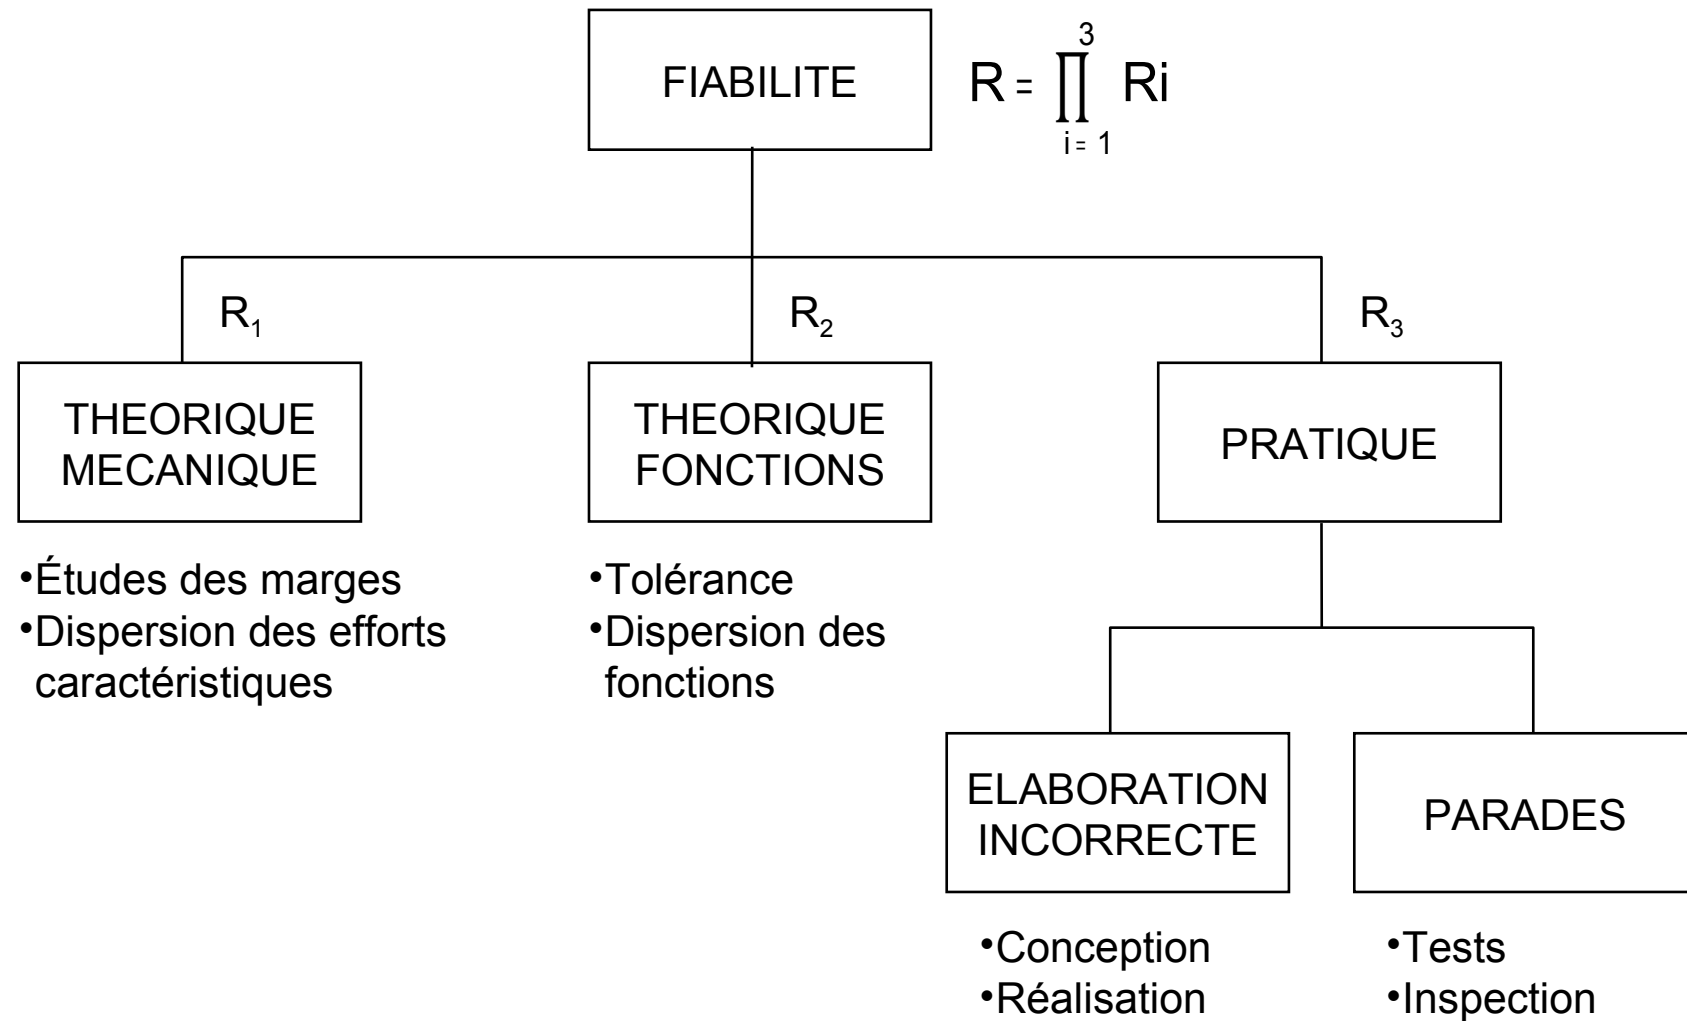 FIABILITE
R = ∏ Ri
3
i = 1
R1
R2
R3
THEORIQUE
MECANIQUE
THEORIQUE
FONCTIONS
PRATIQUE
•Études des marges
•Dispersion des efforts
caractéristiques
•Tolérance
•Dispersion des
fonctions
ELABORATION
INCORRECTE
PARADES
•Conception
•Réalisation
•Tests
•Inspection